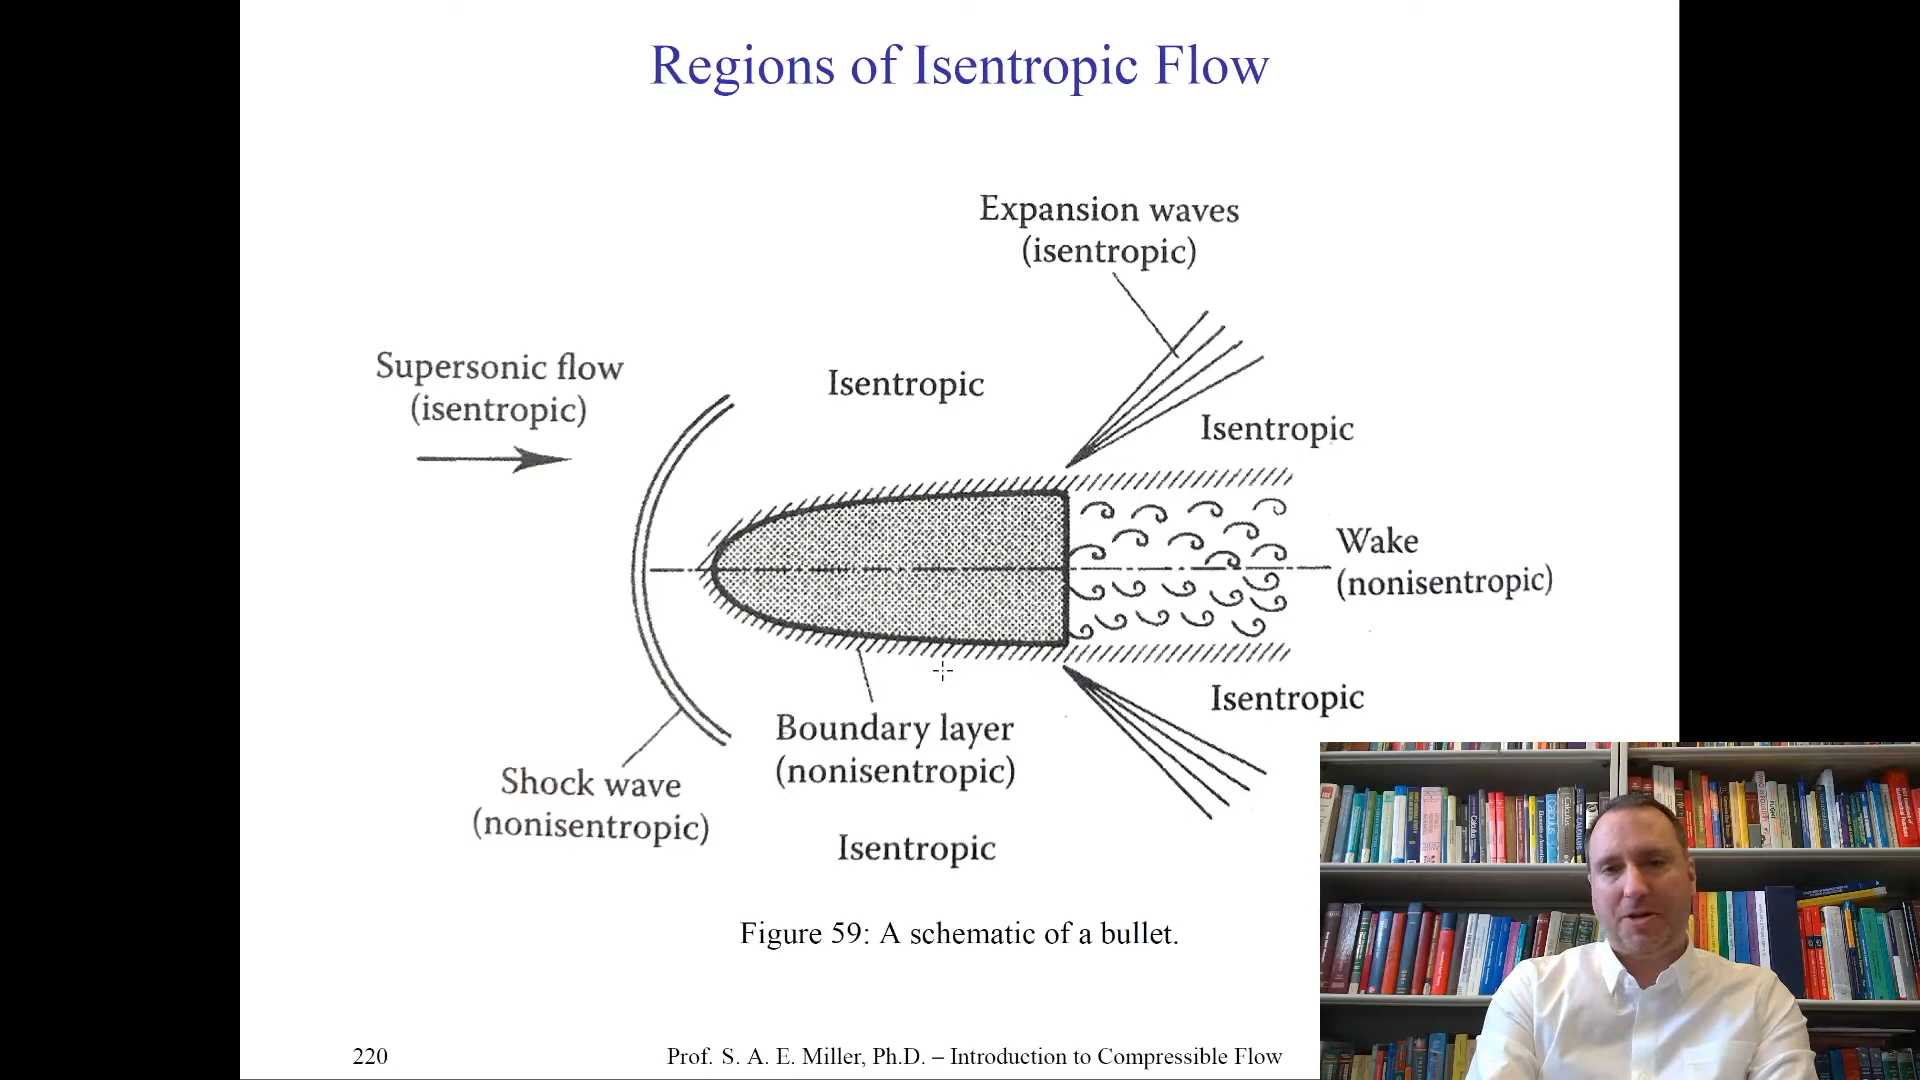 Regions of Isentropic Flow
Expansion waves
(isentropic)
Supersonic flow
(isentropic)
Isentropic
Isentropic
Wake
(nonisentropic)
Isentropic
Boundary layer
(nonisentropic)
Shock wave
(nonisentropic)
Isentropic
Figure 59: A schematic of a bullet.
220
Prof. S. A. E. Miller, Ph.D. – Introduction to Compressible Flow